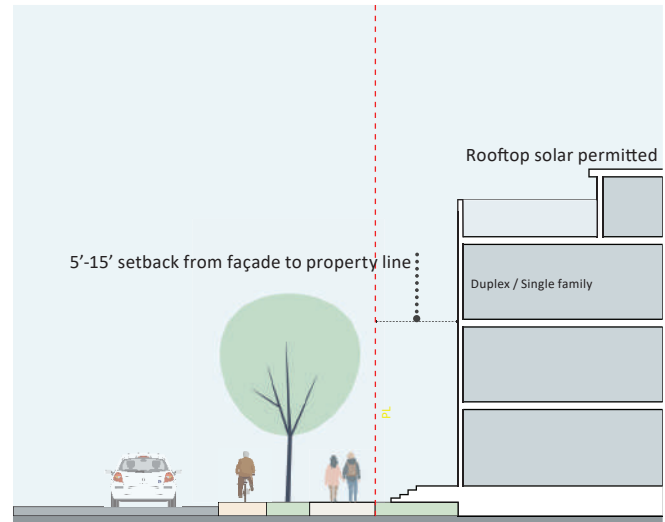 Rooftop solar permitted
5'-15' setback from façade to property line
Duplex / Single family
PL